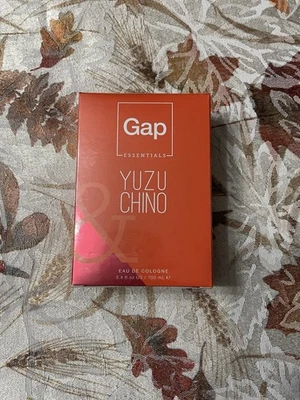 Gap
ESSENTIALS
YUZU
&
CHINO
EAU DE COLOGNE